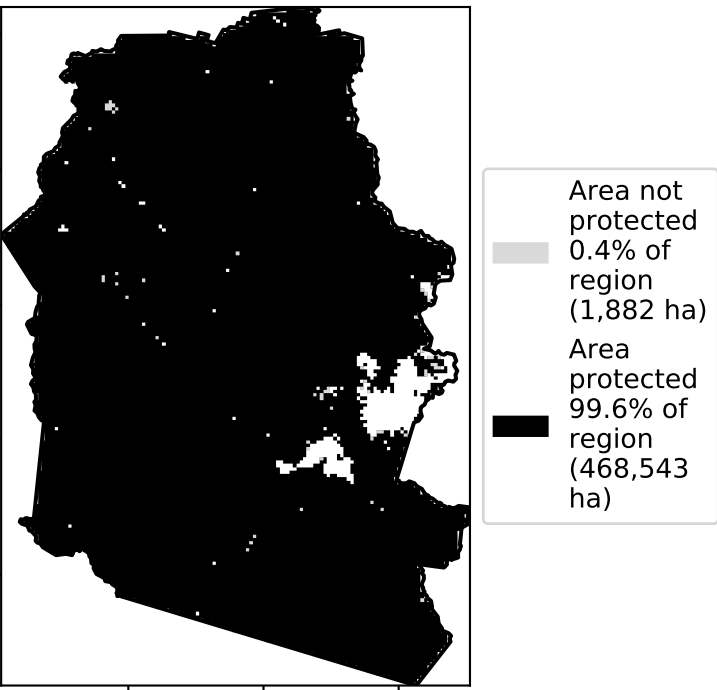 Area not
protected
0.4% of
region
(1,882 ha)
Area
protected
99.6% of
region
(468,543
ha)